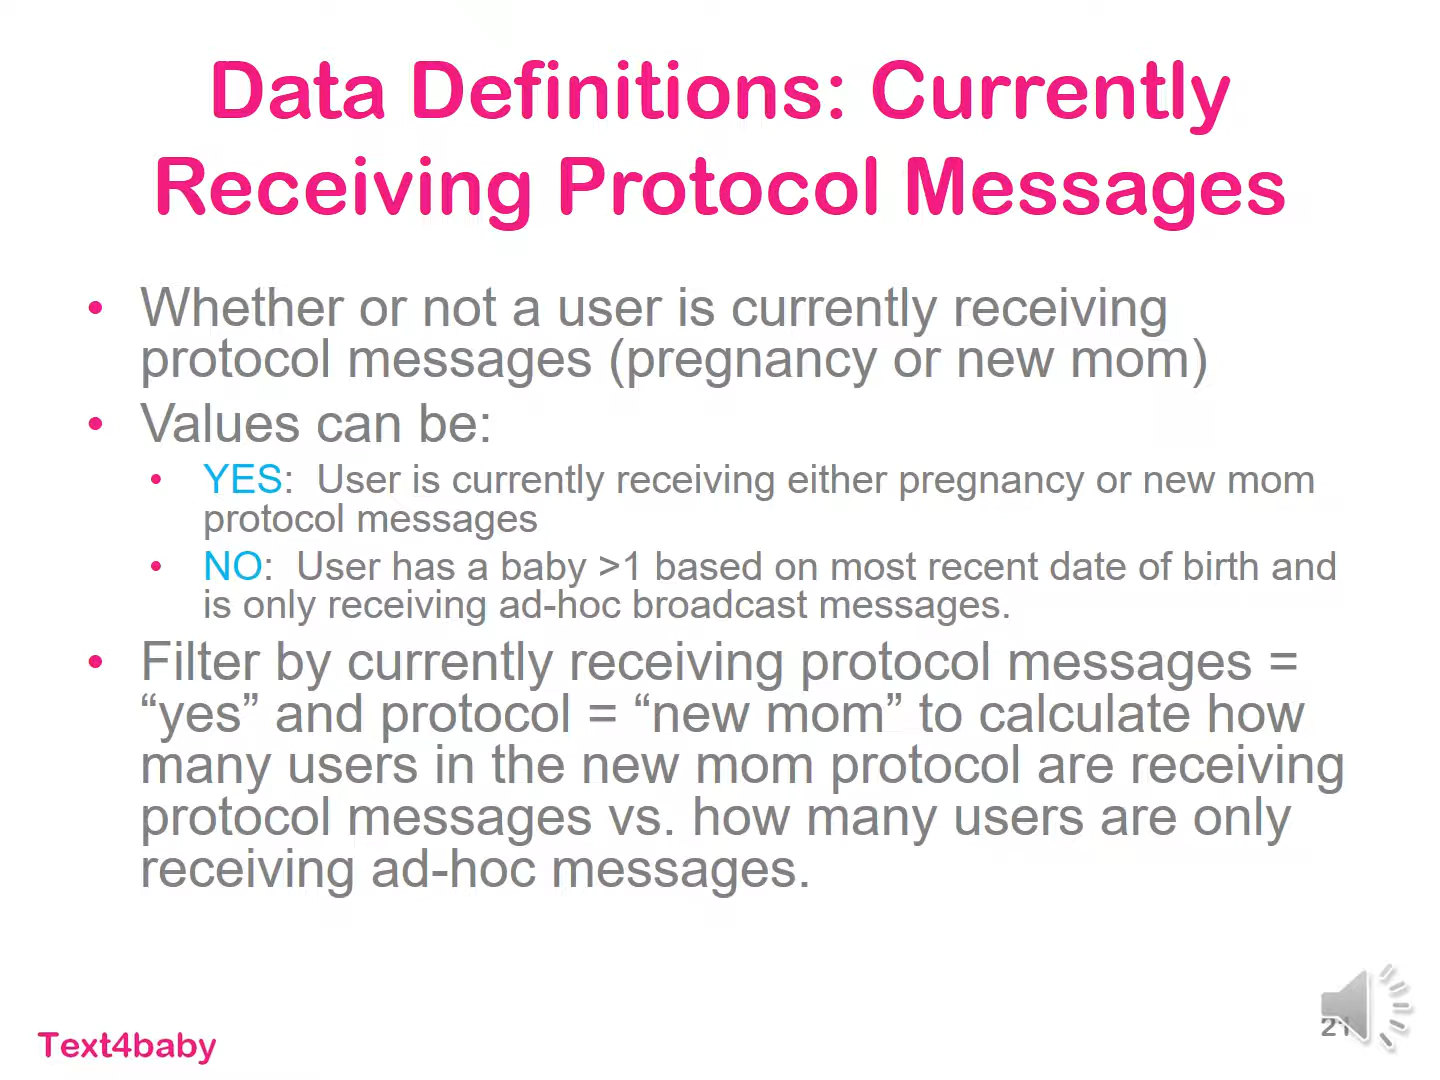 Data Definitions: Currently
Receiving Protocol Messages
• Whether or not a user is currently receiving
protocol messages (pregnancy or new mom)
• Values can be:
• YES: User is currently receiving either pregnancy or new mom
protocol messages
• NO: User has a baby >1 based on most recent date of birth and
is only receiving ad-hoc broadcast messages.
• Filter by currently receiving protocol messages =
“yes” and protocol = “new mom” to calculate how
many users in the new mom protocol are receiving
protocol messages vs. how many users are only
receiving ad-hoc messages.
Text4baby
21